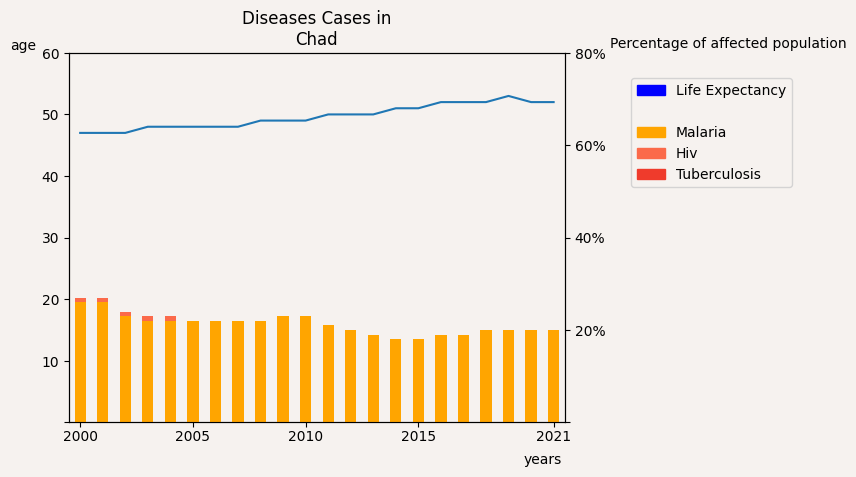 Diseases Cases in
Chad
age
Percentage of affected population
60
50
40
30
20
10
80%
60%
40%
20%
Life Expectancy
Malaria
Hiv
Tuberculosis
2000
2005
2010
2015
2021
years